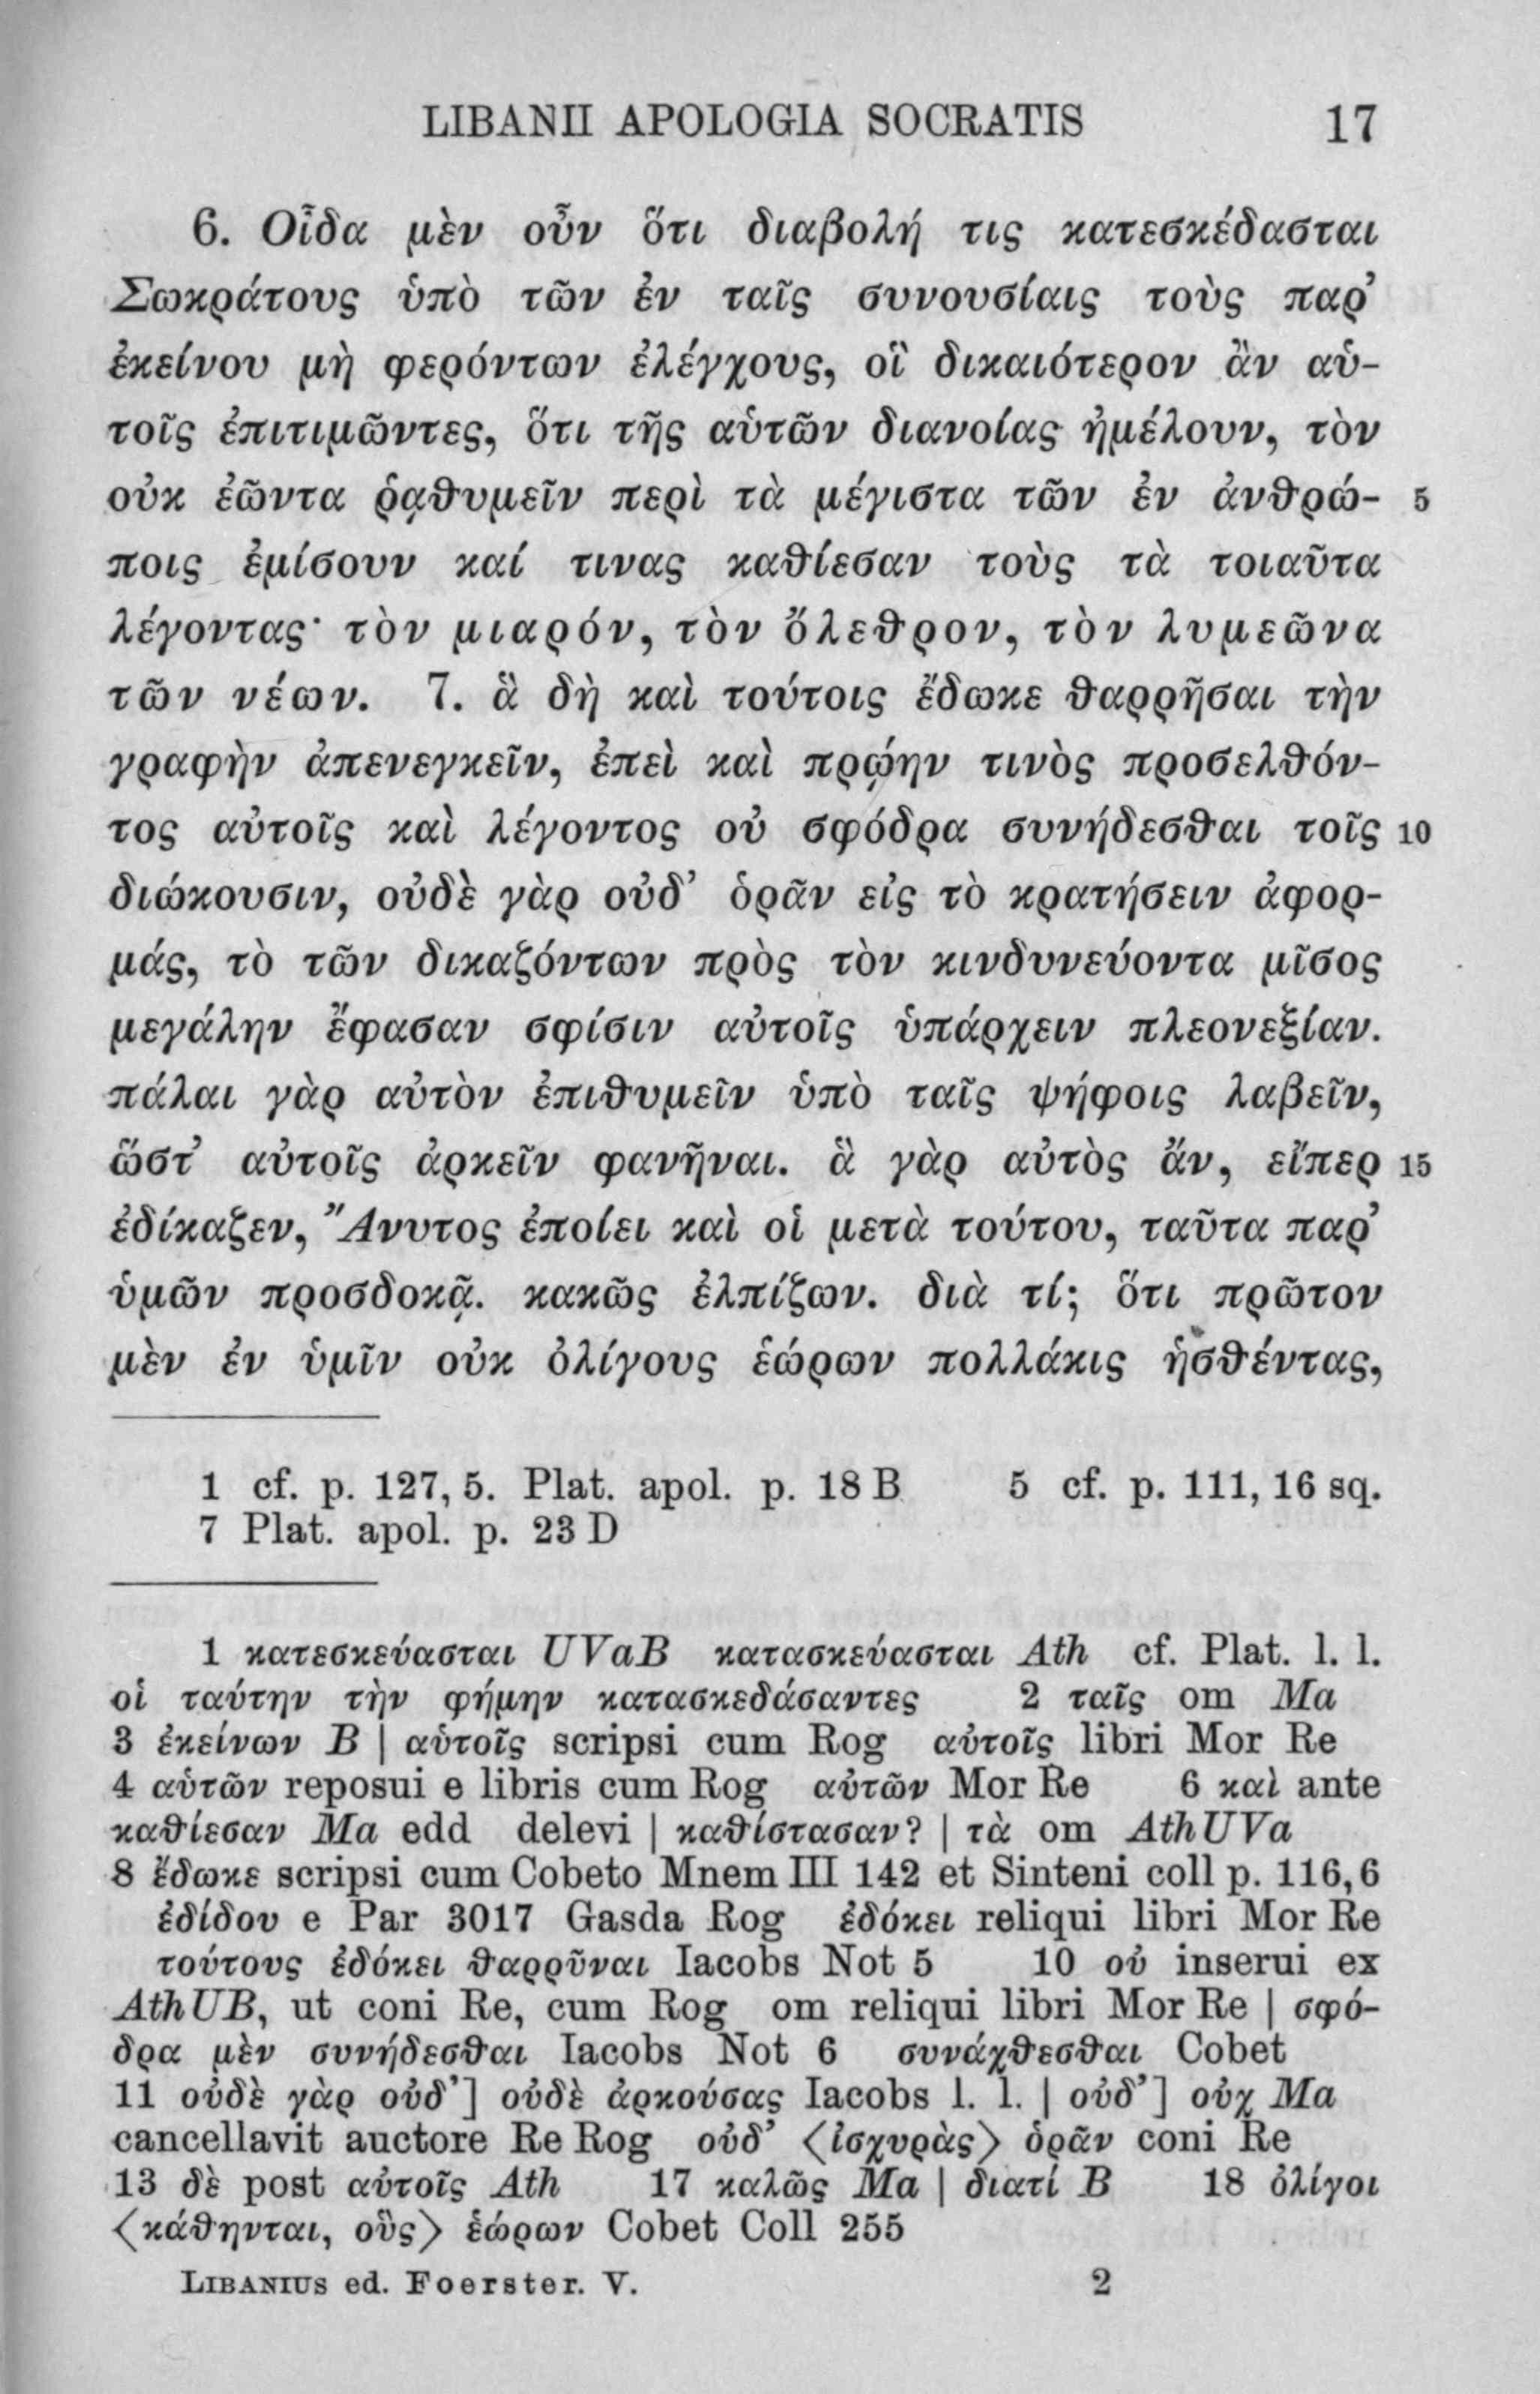 LIBANII APOLOGIA SOCRATIS 17
6. Οἶδα μὲν οὖν ὅτι διαβολή τις κατεσκέδασται
Σωκράτους ὑπὸ τῶν ἐν ταῖς συνουσίαις τοὺς παρ’
ἐκείνου μὴ φερόντων ἐλέγχους, οἳ δικαιότερον ἂν αὑ-
τοῖς ἐπιτιμῶντες, ὅτι τῆς αὑτῶν διανοίας ἠμέλουν, τὸν
οὐκ ἐῶντα ῥᾳθυμεῖν περὶ τὰ μέγιστα τῶν ἐν ἀνθρώ- 5
ποις ἐμίσουν καί τινας καθίεσαν τοὺς τὰ τοιαῦτα
λέγοντας· τὸν μιαρόν, τὸν ὄλεθρον, τὸν λυμεῶνα
τῶν νέων. 7. ἃ δὴ καὶ τούτοις ἔδωκε θαρρῆσαι τὴν
γραφὴν ἀπενεγκεῖν, ἐπεὶ καὶ πρῴην τινὸς προσελθόν-
τος αὐτοῖς καὶ λέγοντος οὐ σφόδρα συνήδεσθαι τοῖς 10
διώκουσιν, οὐδὲ γὰρ οὐδ’ ὁρᾶν εἰς τὸ κρατήσειν ἀφορ-
μάς, τὸ τῶν δικαζόντων πρὸς τὸν κινδυνεύοντα μῖσος
μεγάλην ἔφασαν σφίσιν αὐτοῖς ὑπάρχειν πλεονεξίαν.
πάλαι γὰρ αὐτὸν ἐπιθυμεῖν ὑπὸ ταῖς ψήφοις λαβεῖν,
ὥστ’ αὐτοῖς ἀρκεῖν φανῆναι. ἃ γὰρ αὐτὸς ἄν, εἴπερ 15
ἐδίκαζεν, Ἄνυτος ἐποίει καὶ οἱ μετὰ τούτου, ταῦτα παρ’
ὑμῶν προσδοκᾷ. κακῶς ἐλπίζων. διὰ τί; ὅτι πρῶτον
μὲν ἐν ὑμῖν οὐκ ὀλίγους ἑώρων πολλάκις ἡσθέντας,
1 cf. p. 127, 5. Plat. apol. p. 18 B 5 cf. p. 111, 16 sq.
7 Plat. apol. p. 23 D
1 κατεσκεύασται UVaB κατασκεύασται Ath cf. Plat. l. l.
οἱ ταύτην τὴν φήμην κατασκεδάσαντες 2 ταῖς om Ma
3 ἐκείνων B | αὑτοῖς scripsi cum Rog αὐτοῖς libri Mor Re
4 αὑτῶν reposui e libris cum Rog αὐτῶν Mor Re 6 καὶ ante
καθίεσαν Ma edd delevi | καθίστασαν? | τὰ om AthUVa
8 ἔδωκε scripsi cum Cobeto Mnem III 142 et Sinteni coll p. 116, 6
ἐδίδου e Par 3017 Gasda Rog ἐδόκει reliqui libri Mor Re
τούτους ἐδόκει θαρρῦναι Iacobs Not 5 10 οὐ inserui ex
AthUB, ut coni Re, cum Rog om reliqui libri Mor Re | σφό-
δρα μὲν συνήδεσθαι Iacobs Not 6 συνάχθεσθαι Cobet
11 οὐδὲ γὰρ οὐδ’] οὐδὲ ἀρκούσας Iacobs l. l. | οὐδ’] οὐχ Ma
cancellavit auctore Re Rog οὐδ’ ⟨ἰσχυρὰς⟩ ὁρᾶν coni Re
13 δὲ post αὐτοῖς Ath 17 καλῶς Ma | διατί B 18 ὀλίγοι
⟨κάθηνται, οὓς⟩ ἑώρων Cobet Coll 255
LIBANIUS ed. Foerster. V. 2